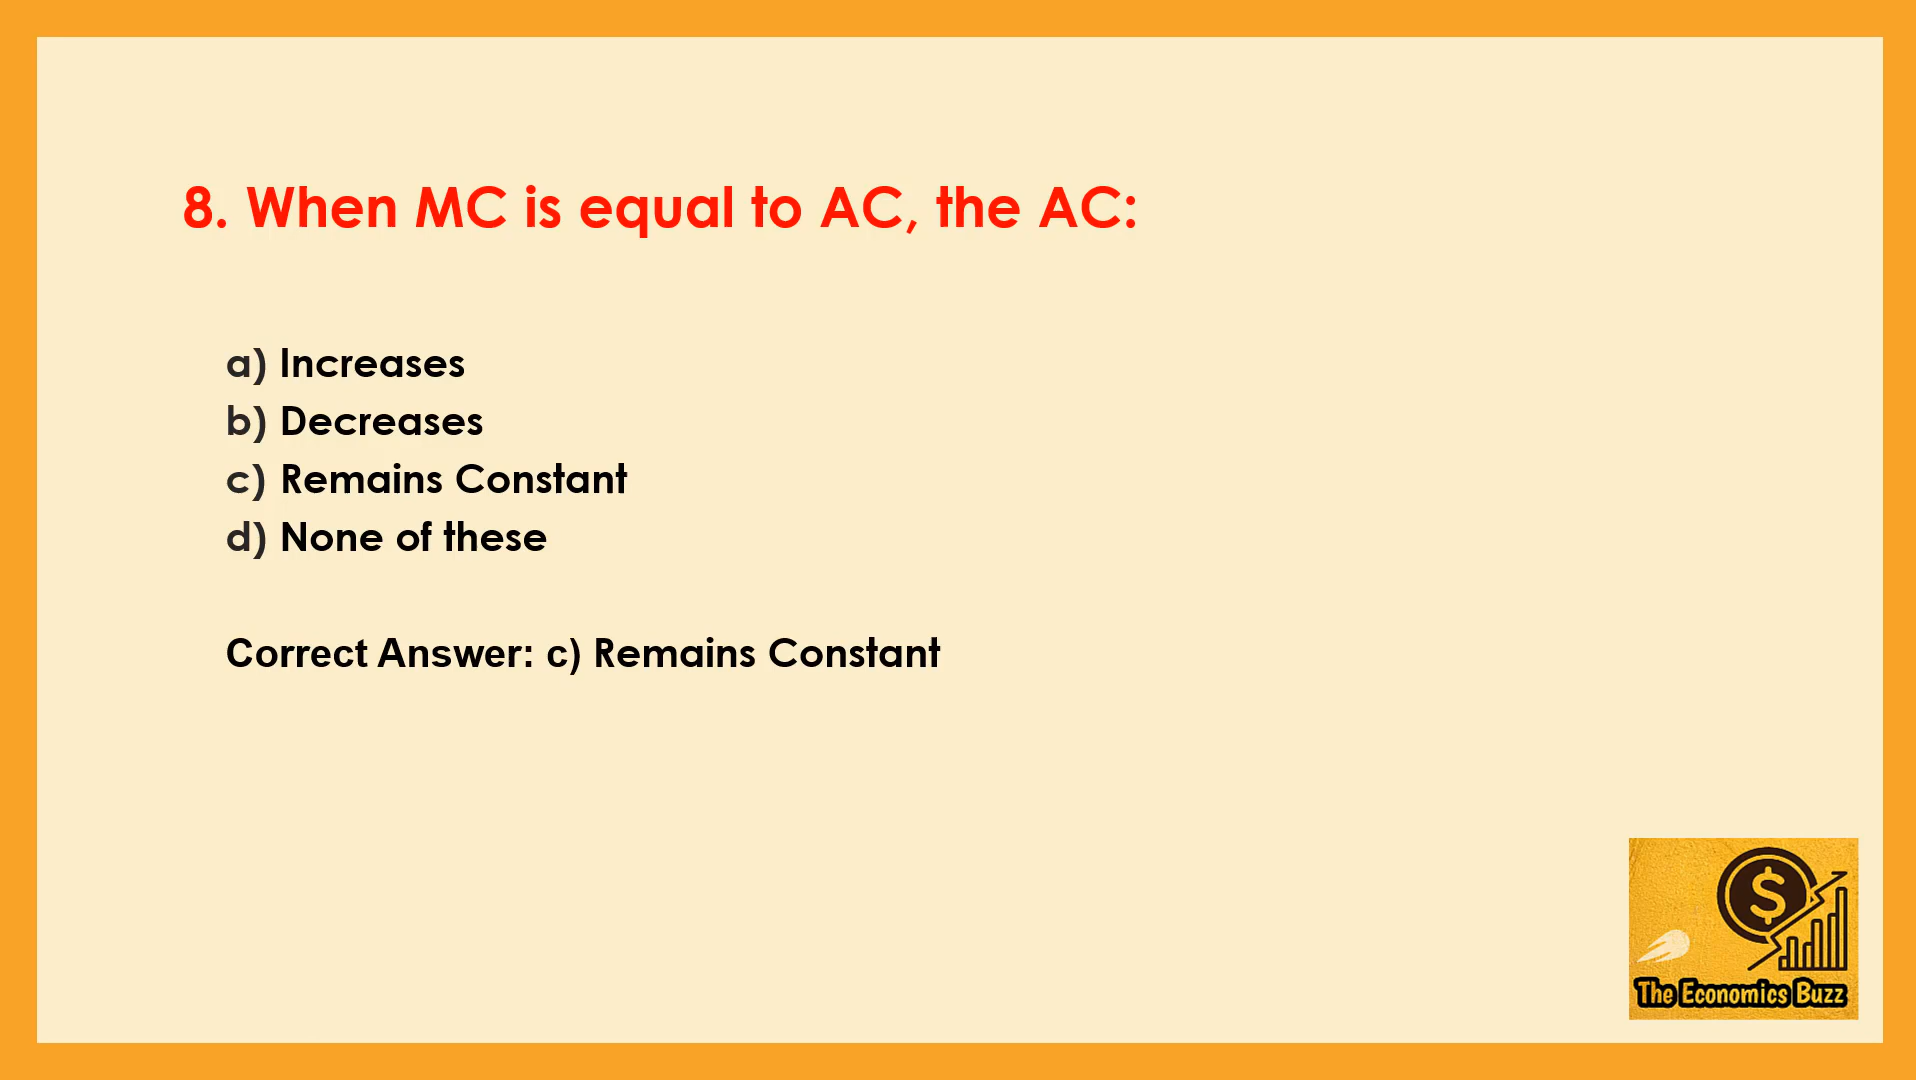 8. When MC is equal to AC, the AC:
a) Increases
b) Decreases
c) Remains Constant
d) None of these
Correct Answer: c) Remains Constant
$
The Economics Buzz